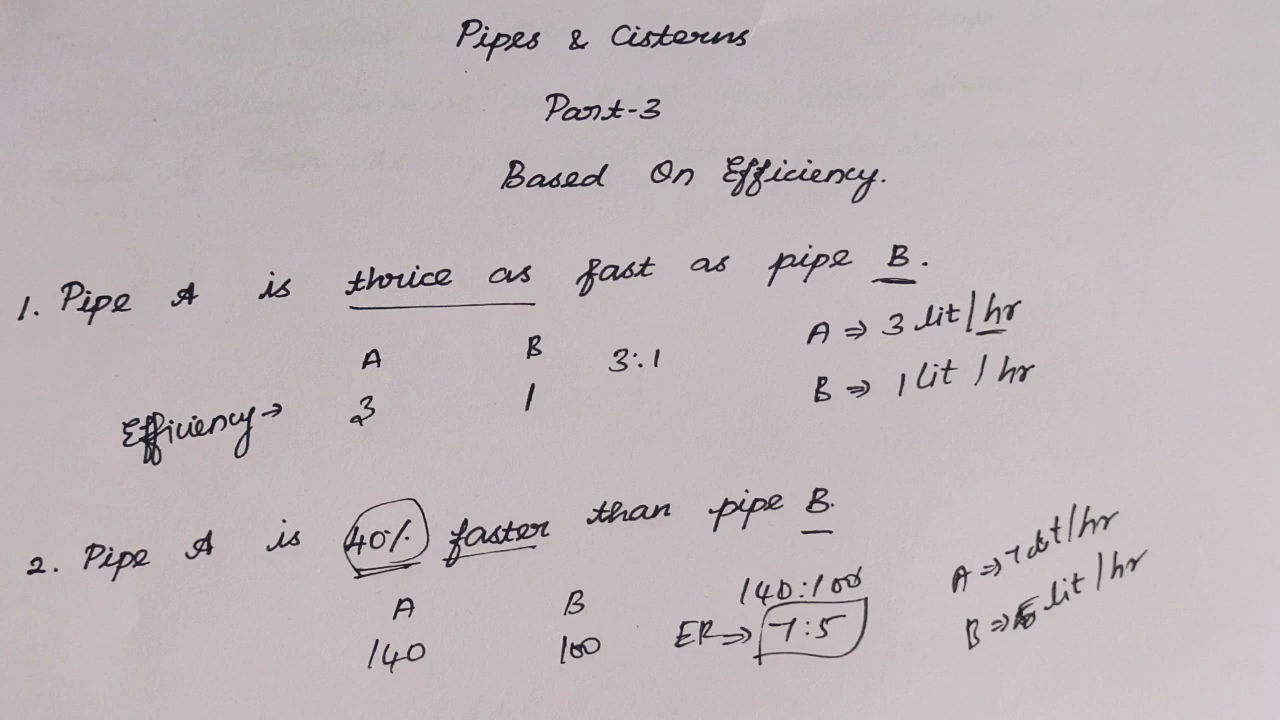 Pipes & Cisterns
Part-3
Based On Efficiency.
1. Pipe A is thrice as fast as pipe B.
A B 3:1 A ⇒ 3 lit/hr
Efficiency → 3 1 B ⇒ 1 lit/hr
2. Pipe A is 40% faster than pipe B.
A B 140:100 A ⇒ 7 lit/hr
140 100 ER ⇒ 7:5 B ⇒ 5 lit/hr